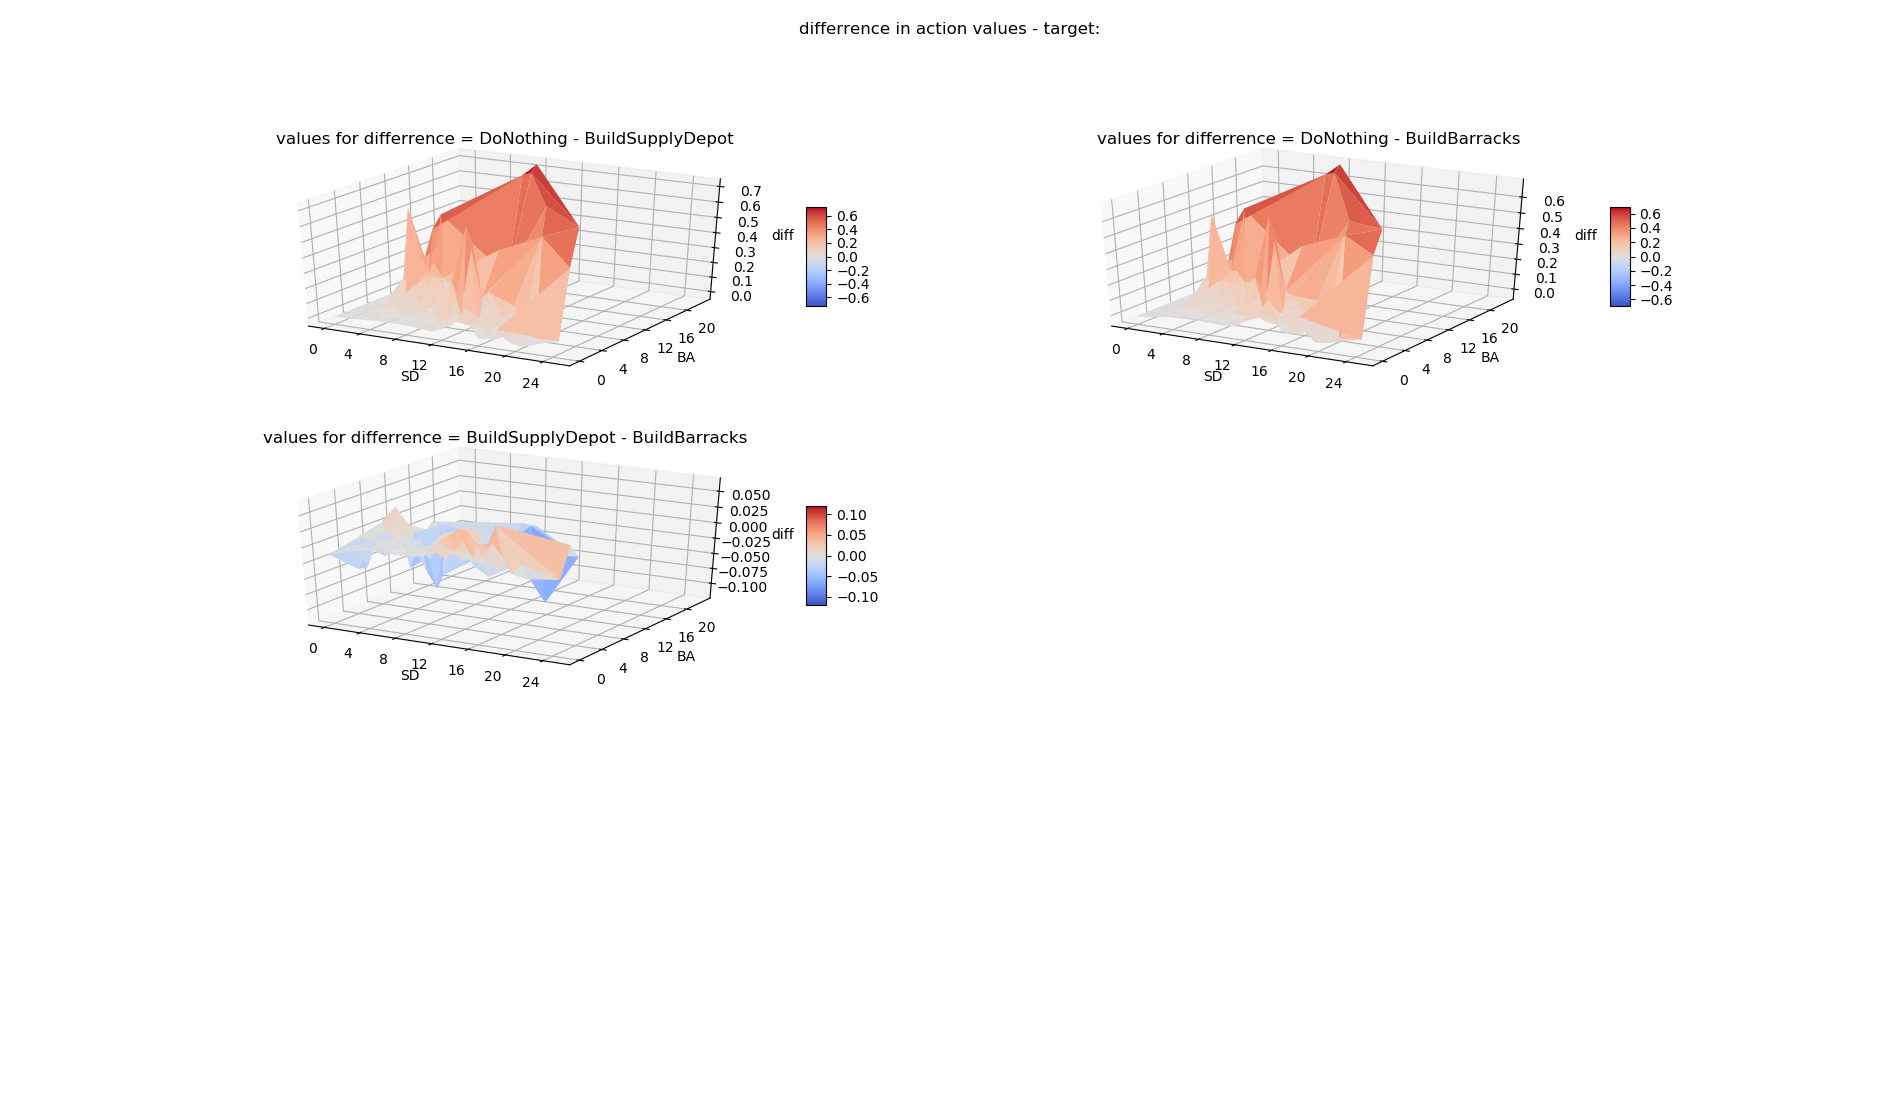 differrence in action values - target:
values for differrence = DoNothing - BuildSupplyDepot
0.7
0.6
0.5
0.4
0.3
0.2
0.1
0.0
diff
0 4 8 12 16 20 24
SD
0 4 8 12 16 20
BA
0.6
0.4
0.2
0.0
−0.2
−0.4
−0.6
values for differrence = DoNothing - BuildBarracks
0.6
0.5
0.4
0.3
0.2
0.1
0.0
diff
0 4 8 12 16 20 24
SD
0 4 8 12 16 20
BA
0.6
0.4
0.2
0.0
−0.2
−0.4
−0.6
values for differrence = BuildSupplyDepot - BuildBarracks
0.050
0.025
0.000
−0.025
−0.050
−0.075
−0.100
diff
0 4 8 12 16 20 24
SD
0 4 8 12 16 20
BA
0.10
0.05
0.00
−0.05
−0.10